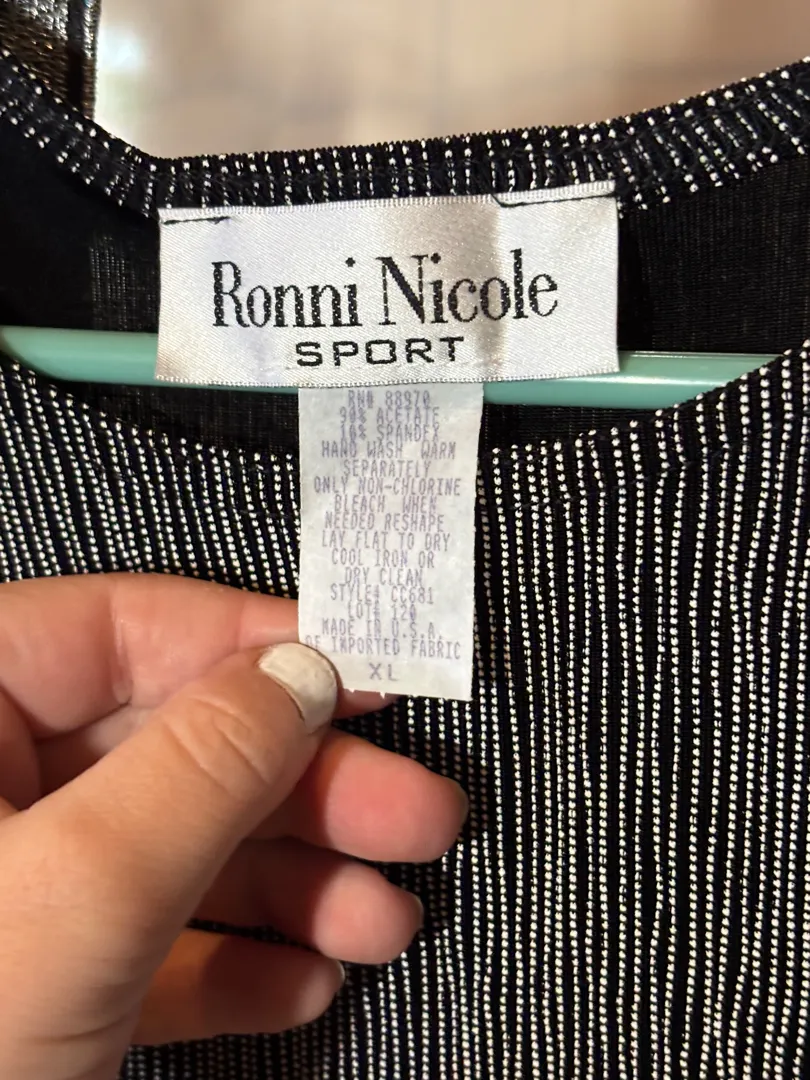 Ronni Nicole
SPORT
RN# 88970
90% ACETATE
10% SPANDEX
HAND WASH WARM
SEPARATELY
ONLY NON-CHLORINE
BLEACH WHEN
NEEDED RESHAPE
LAY FLAT TO DRY
COOL IRON OR
DRY CLEAN
STYLE# CC681
LOT# 120
MADE IN U.S.A.
OF IMPORTED FABRIC
XL